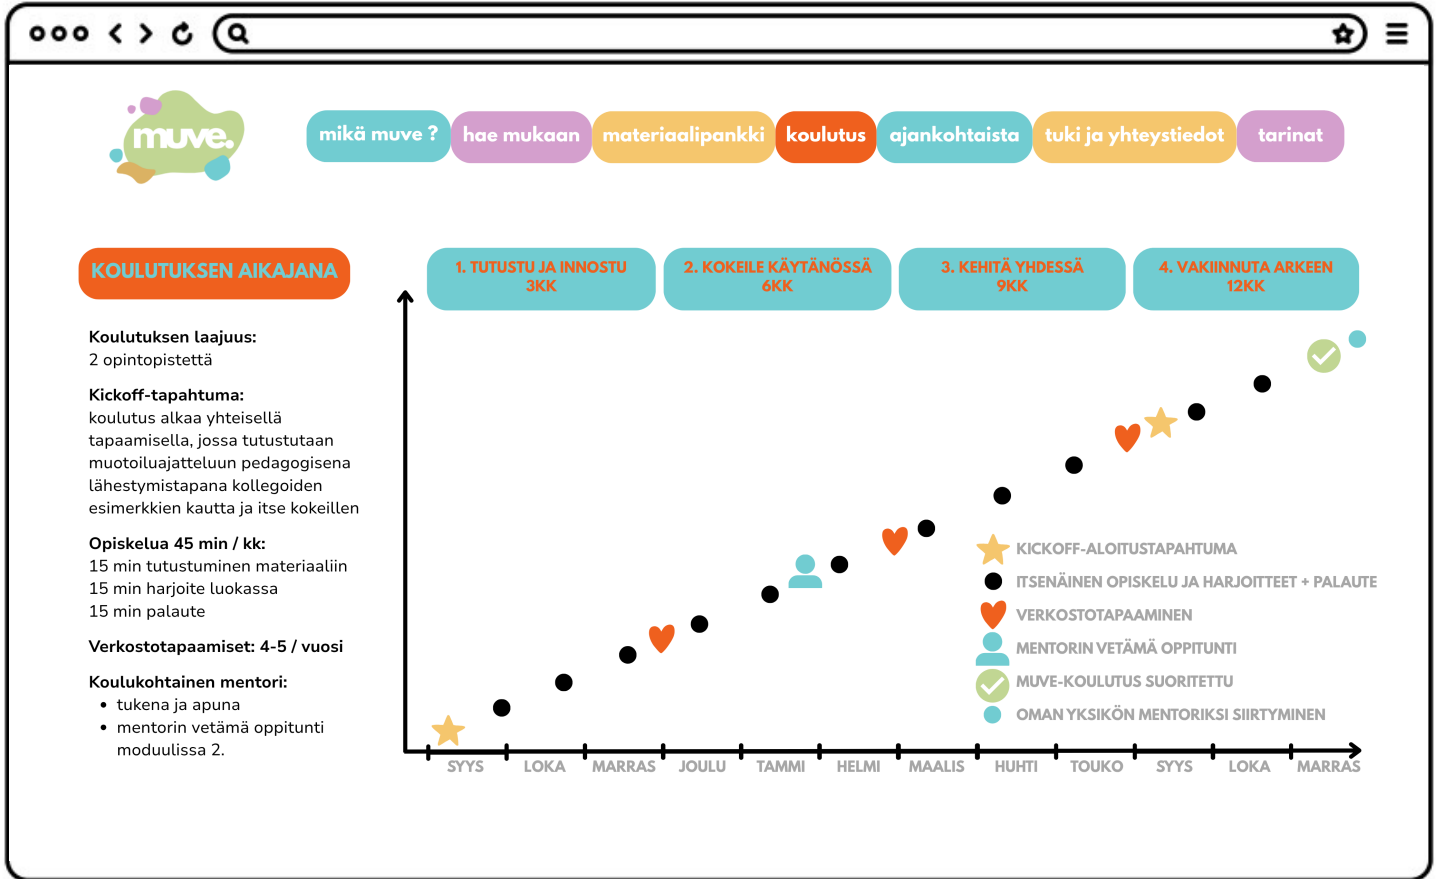 muve.
mikä muve ?
hae mukaan
materiaalipankki
koulutus
ajankohtaista
tuki ja yhteystiedot
tarinat
KOULUTUKSEN AIKAJANA
Koulutuksen laajuus:
2 opintopistettä
Kickoff-tapahtuma:
koulutus alkaa yhteisellä
tapaamisella, jossa tutustutaan
muotoiluajatteluun pedagogisena
lähestymistapana kollegoiden
esimerkkien kautta ja itse kokeillen
Opiskelua 45 min / kk:
15 min tutustuminen materiaaliin
15 min harjoite luokassa
15 min palaute
Verkostotapaamiset: 4-5 / vuosi
Koulukohtainen mentori:
• tukena ja apuna
• mentorin vetämä oppitunti
moduulissa 2.
1. TUTUSTU JA INNOSTU
3KK
2. KOKEILE KÄYTÄNÖSSÄ
6KK
3. KEHITÄ YHDESSÄ
9KK
4. VAKIINNUTA ARKEEN
12KK
KICKOFF-ALOITUSTAPAHTUMA
ITSENÄINEN OPISKELU JA HARJOITTEET + PALAUTE
VERKOSTOTAPAAMINEN
MENTORIN VETÄMÄ OPPITUNTI
MUVE-KOULUTUS SUORITETTU
OMAN YKSIKÖN MENTORIKSI SIIRTYMINEN
SYYS
LOKA
MARRAS
JOULU
TAMMI
HELMI
MAALIS
HUHTI
TOUKO
SYYS
LOKA
MARRAS